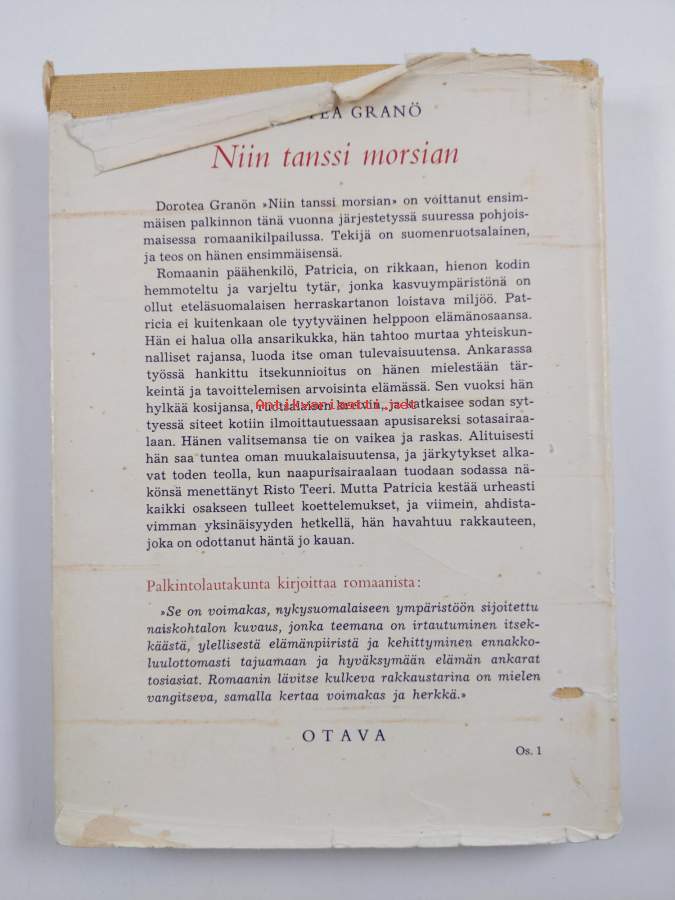 TEA GRANÖ
Niin tanssi morsian
Dorotea Granön »Niin tanssi morsian» on voittanut ensim-
mäisen palkinnon tänä vuonna järjestetyssä suuressa pohjois-
maisessa romaanikilpailussa. Tekijä on suomenruotsalainen,
ja teos on hänen ensimmäisensä.
Romaanin päähenkilö, Patricia, on rikkaan, hienon kodin
hemmoteltu ja varjeltu tytär, jonka kasvuympäristönä on
ollut eteläsuomalaisen herraskartanon loistava miljöö. Pat-
ricia ei kuitenkaan ole tyytyväinen helppoon elämänosaansa.
Hän ei halua olla ansarikukka, hän tahtoo murtaa yhteiskun-
nalliset rajansa, luoda itse oman tulevaisuutensa. Ankarassa
työssä hankittu itsekunnioitus on hänen mielestään tär-
keintä ja tavoittelemisen arvoisinta elämässä. Sen vuoksi hän
hylkää kosijansa, ruotsalaisen kreivin, ja katkaisee sodan syt-
tyessä siteet kotiin ilmoittautuessaan apusisareksi sotasairaa-
laan. Hänen valitsemansa tie on vaikea ja raskas. Alituisesti
hän saa tuntea oman muukalaisuutensa, ja järkytykset alka-
vat toden teolla, kun naapurisairaalaan tuodaan sodassa nä-
könsä menettänyt Risto Teeri. Mutta Patricia kestää urheasti
kaikki osakseen tulleet koettelemukset, ja viimein, ahdista-
vimman yksinäisyyden hetkellä, hän havahtuu rakkauteen,
joka on odottanut häntä jo kauan.
Palkintolautakunta kirjoittaa romaanista:
»Se on voimakas, nykysuomalaiseen ympäristöön sijoitettu
naiskohtalon kuvaus, jonka teemana on irtautuminen itsek-
käästä, ylellisestä elämänpiiristä ja kehittyminen ennakko-
luulottomasti tajuamaan ja hyväksymään elämän ankarat
tosiasiat. Romaanin lävitse kulkeva rakkaustarina on mielen
vangitseva, samalla kertaa voimakas ja herkkä.»
OTAVA
Os. 1